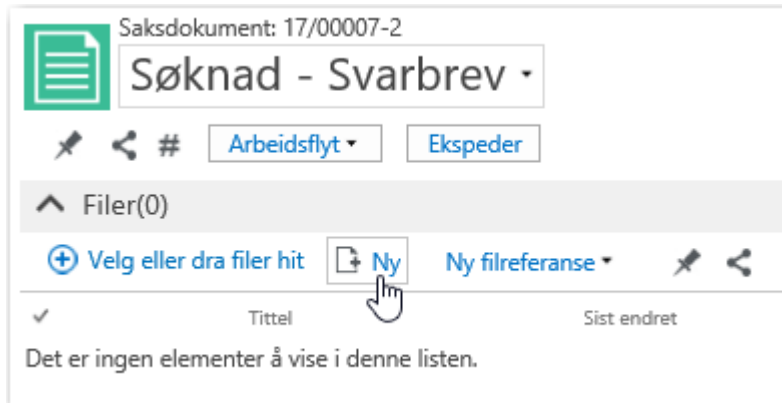 Saksdokument: 17/00007-2
Søknad - Svarbrev
# Arbeidsflyt Ekspeder
Filer(0)
Velg eller dra filer hit Ny Ny filreferanse
Tittel Sist endret
Det er ingen elementer å vise i denne listen.